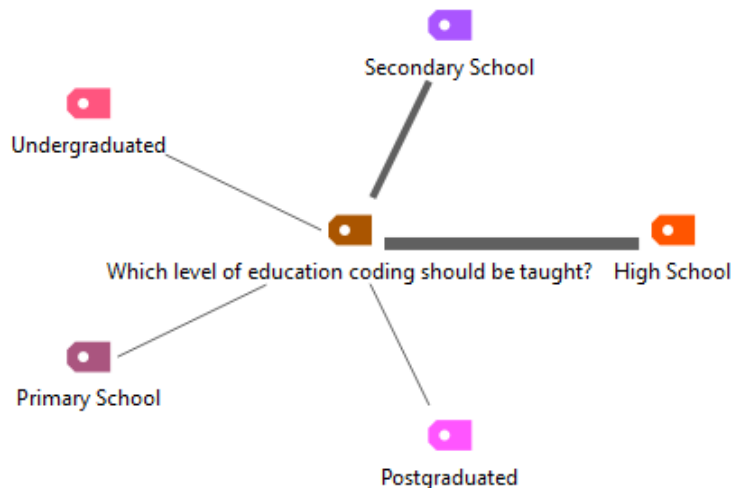 Secondary School
Undergraduated
Which level of education coding should be taught?
High School
Primary School
Postgraduated